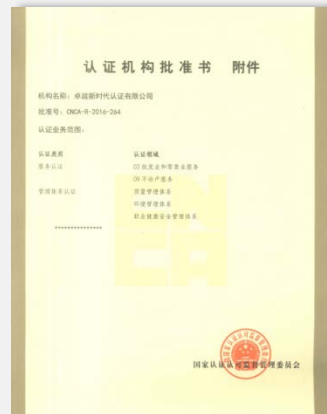 认证机构批准书 附件
机构名称：卓越新时代认证有限公司
批准号：CNCA-R-2016-264
认证业务范围：
认证类别 认证领域
服务认证 03 批发业和零售业服务
09 不动产服务
管理体系认证 质量管理体系
环境管理体系
职业健康安全管理体系
***************
国家认证认可监督管理委员会